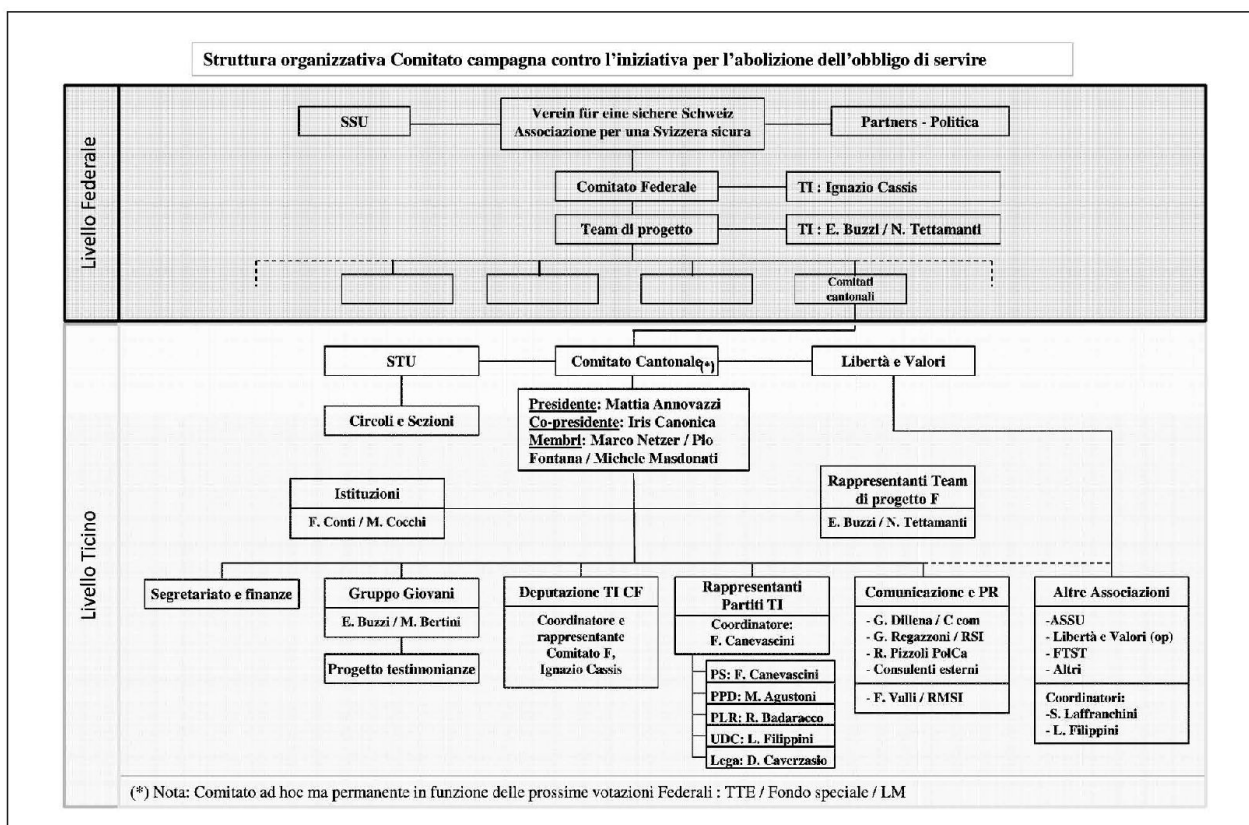 Struttura organizzativa Comitato campagna contro l'iniziativa per l'abolizione dell'obbligo di servire
Livello Federale
SSU
Verein für eine sichere Schweiz
Associazione per una Svizzera sicura
Partners - Politica
Comitato Federale
TI : Ignazio Cassis
Team di progetto
TI : E. Buzzi / N. Tettamanti
Comitati
cantonali
Livello Ticino
STU
Comitato Cantonale(*)
Libertà e Valori
Circoli e Sezioni
Presidente: Mattia Annovazzi
Co-presidente: Iris Canonica
Membri: Marco Netzer / Pio
Fontana / Michele Masdonati
Istituzioni
F. Conti / M. Cocchi
Rappresentanti Team
di progetto F
E. Buzzi / N. Tettamanti
Segretariato e finanze
Gruppo Giovani
E. Buzzi / M. Bertini
Progetto testimonianze
Deputazione TI CF
Coordinatore e
rappresentante
Comitato F,
Ignazio Cassis
Rappresentanti
Partiti TI
Coordinatore:
F. Canevascini
PS: F. Canevascini
PPD: M. Agustoni
PLR: R. Badaracco
UDC: L. Filippini
Lega: D. Caverzasio
Comunicazione e PR
- G. Dillena / C com
- G. Regazzoni / RSI
- R. Pizzoli PolCa
- Consulenti esterni
- F. Valli / RMSI
Altre Associazioni
-ASSU
- Libertà e Valori (op)
- FTST
- Altri
Coordinatori:
-S. Laffranchini
- L. Filippini
(*) Nota: Comitato ad hoc ma permanente in funzione delle prossime votazioni Federali : TTE / Fondo speciale / LM